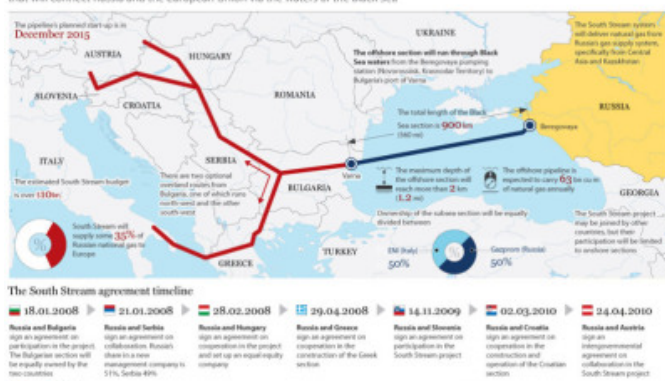 that will connect Russia and the European Union via the waters of the Black Sea
The pipeline's planned start-up is in
December 2015
AUSTRIA
HUNGARY
SLOVENIA
CROATIA
ROMANIA
UKRAINE
The offshore section will run through Black
Sea waters from the Beregovaya pumping
station (Novorossiisk, Krasnodar Territory) to
Bulgaria's port of Varna
The South Stream system
will deliver natural gas from
Russia's gas supply system,
specifically from Central
Asia and Kazakhstan
RUSSIA
The total length of the Black
Sea section is 900 km
(560 mi)
Beregovaya
ITALY
SERBIA
The estimated South Stream budget
is over
There are two optional
overland routes from
Bulgaria, one of which runs
north-west and the other
south-west
BULGARIA
Varna
The maximum depth of
the offshore section will
reach more than 2 km
(1.2 mi)
The offshore pipeline is
expected to carry 63 bn cu m
of natural gas annually
GEORGIA
%
South Stream will
supply some 35% of
Russian natural gas to
Europe
GREECE
TURKEY
Ownership of the subsea section will be equally
divided between
ENI (Italy)
50%
%
Gazprom (Russia)
50%
The South Stream project
may be joined by other
countries, but their
participation will be limited
to onshore sections
The South Stream agreement timeline
18.01.2008
Russia and Bulgaria
sign an agreement on
participation in the project.
The Bulgarian section will
be equally owned by the
two countries
21.01.2008
Russia and Serbia
sign an agreement on
collaboration. Russia's
share in a new
management company is
51%, Serbia 49%
28.02.2008
Russia and Hungary
sign an agreement on
cooperation in the project
and set up an equal equity
company
29.04.2008
Russia and Greece
sign an agreement on
cooperation in the
construction of the Greek
section
14.11.2009
Russia and Slovenia
sign an agreement on
participation in the
South Stream project
02.03.2010
Russia and Croatia
sign an agreement on
cooperation in the
construction and
operation of the Croatian
section
24.04.2010
Russia and Austria
sign an
intergovernmental
agreement on
collaboration in the
South Stream project